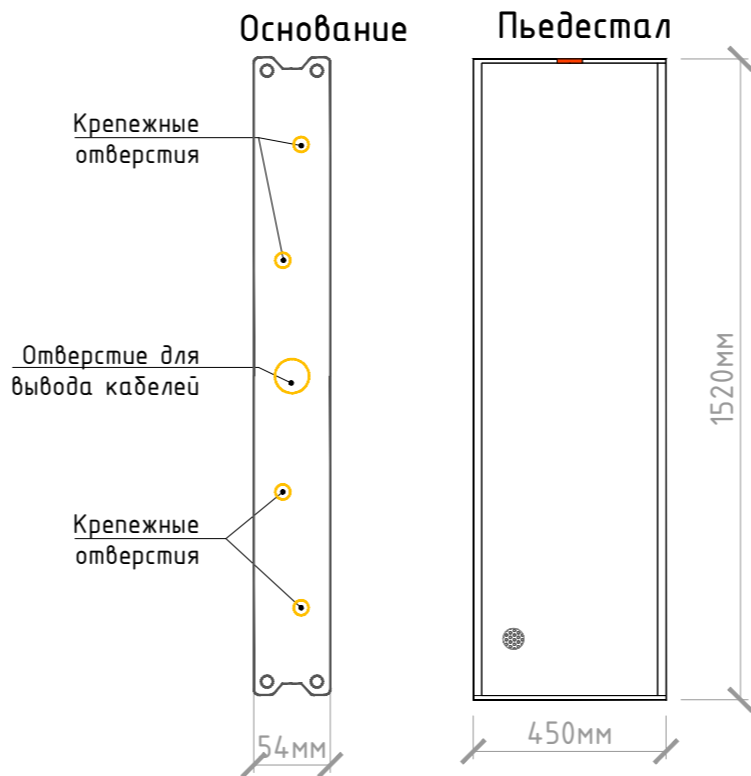 Основание
Пьедестал
Крепежные
отверстия
Отверстие для
вывода кабелей
Крепежные
отверстия
1520мм
54мм
450мм